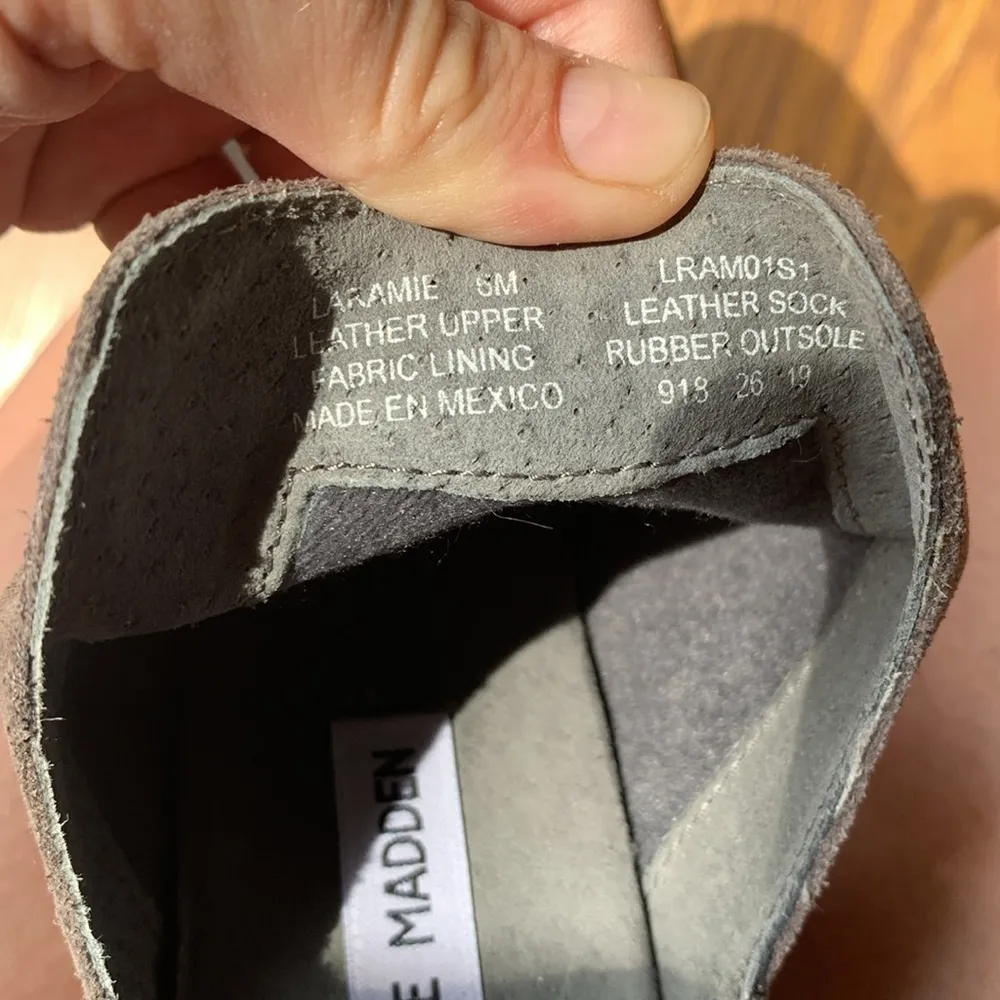 LARAMIE 6M
LEATHER UPPER
FABRIC LINING
MADE EN MEXICO
LRAM01S1
LEATHER SOCK
RUBBER OUTSOLE
918 26 19
E MADDEN